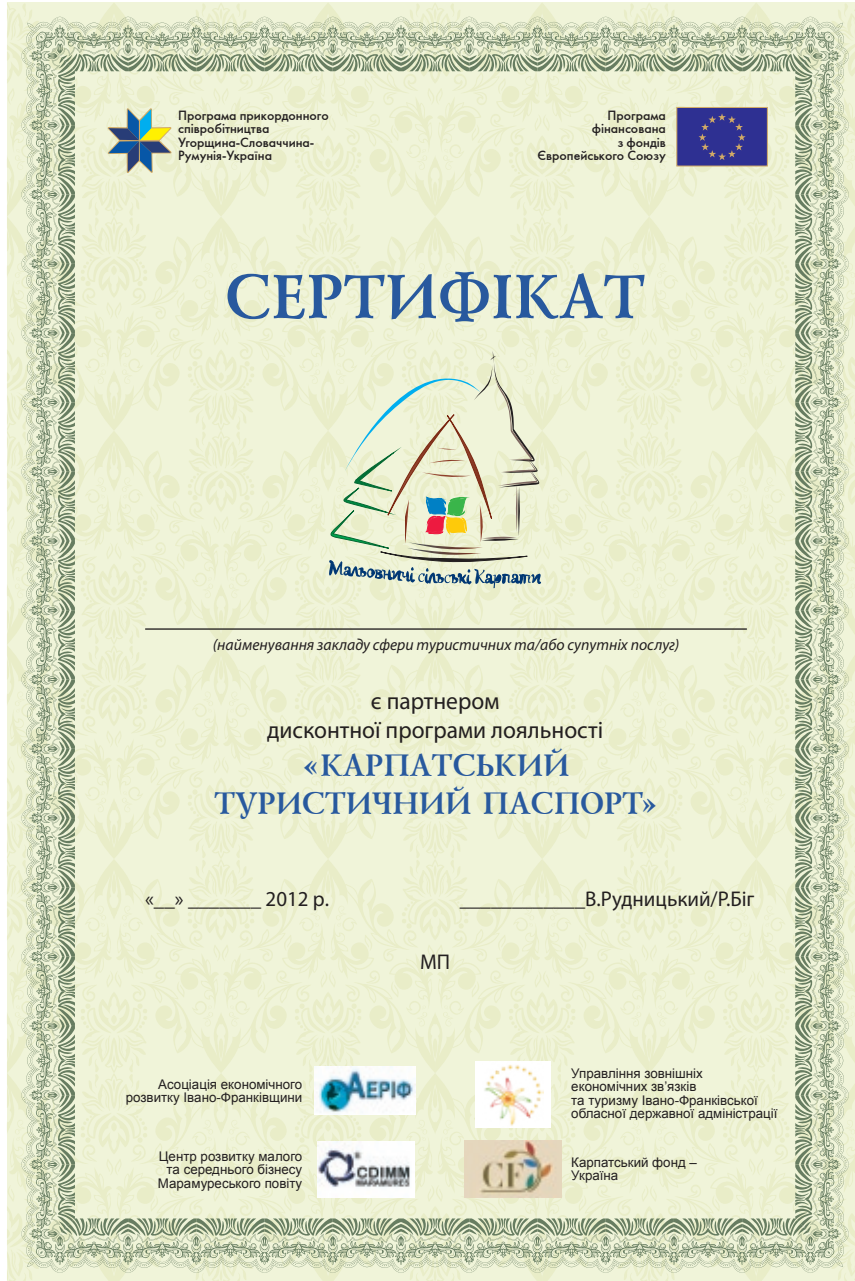 Програма прикордонного
співробітництва
Угорщина-Словаччина-
Румунія-Україна
Програма
фінансована
з фондів
Європейського Союзу
СЕРТИФІКАТ
Мальовничі сільські Карпати
(найменування закладу сфери туристичних та/або супутніх послуг)
є партнером
дисконтної програми лояльності
«КАРПАТСЬКИЙ
ТУРИСТИЧНИЙ ПАСПОРТ»
«__» _______ 2012 р.
____________В.Рудницький/Р.Біг
МП
Асоціація економічного
розвитку Івано-Франківщини
АЕРІФ
Управління зовнішніх
економічних зв’язків
та туризму Івано-Франківської
обласної державної адміністрації
Центр розвитку малого
та середнього бізнесу
Марамуреського повіту
CDIMM
MARAMURES
CF
Карпатський фонд –
Україна